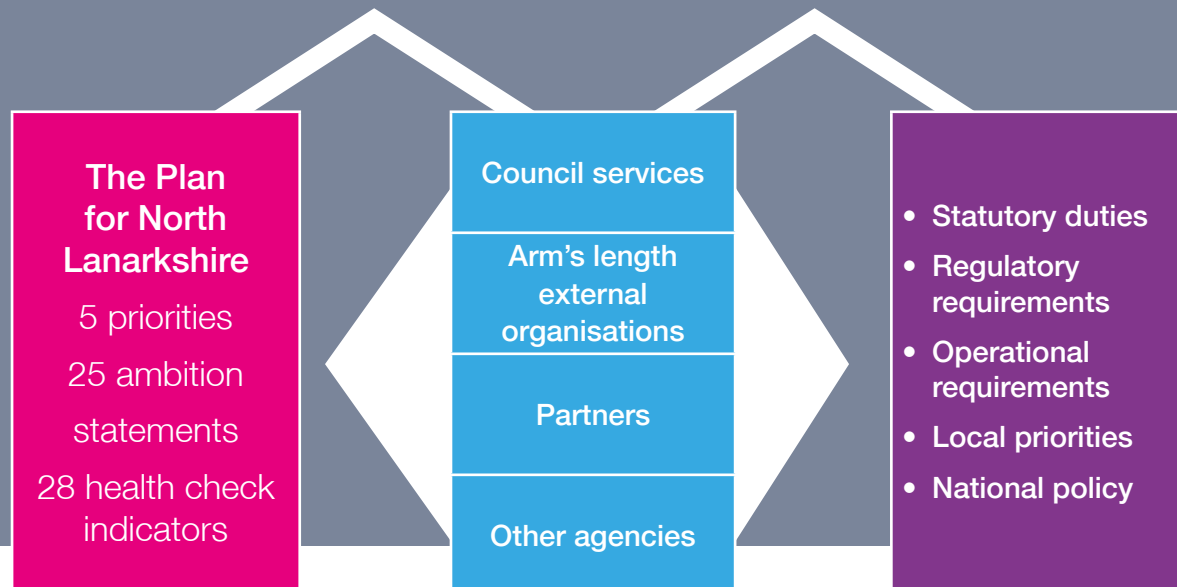 The Plan
for North
Lanarkshire
5 priorities
25 ambition
statements
28 health check
indicators
Council services
Arm’s length
external
organisations
Partners
Other agencies
• Statutory duties
• Regulatory
requirements
• Operational
requirements
• Local priorities
• National policy